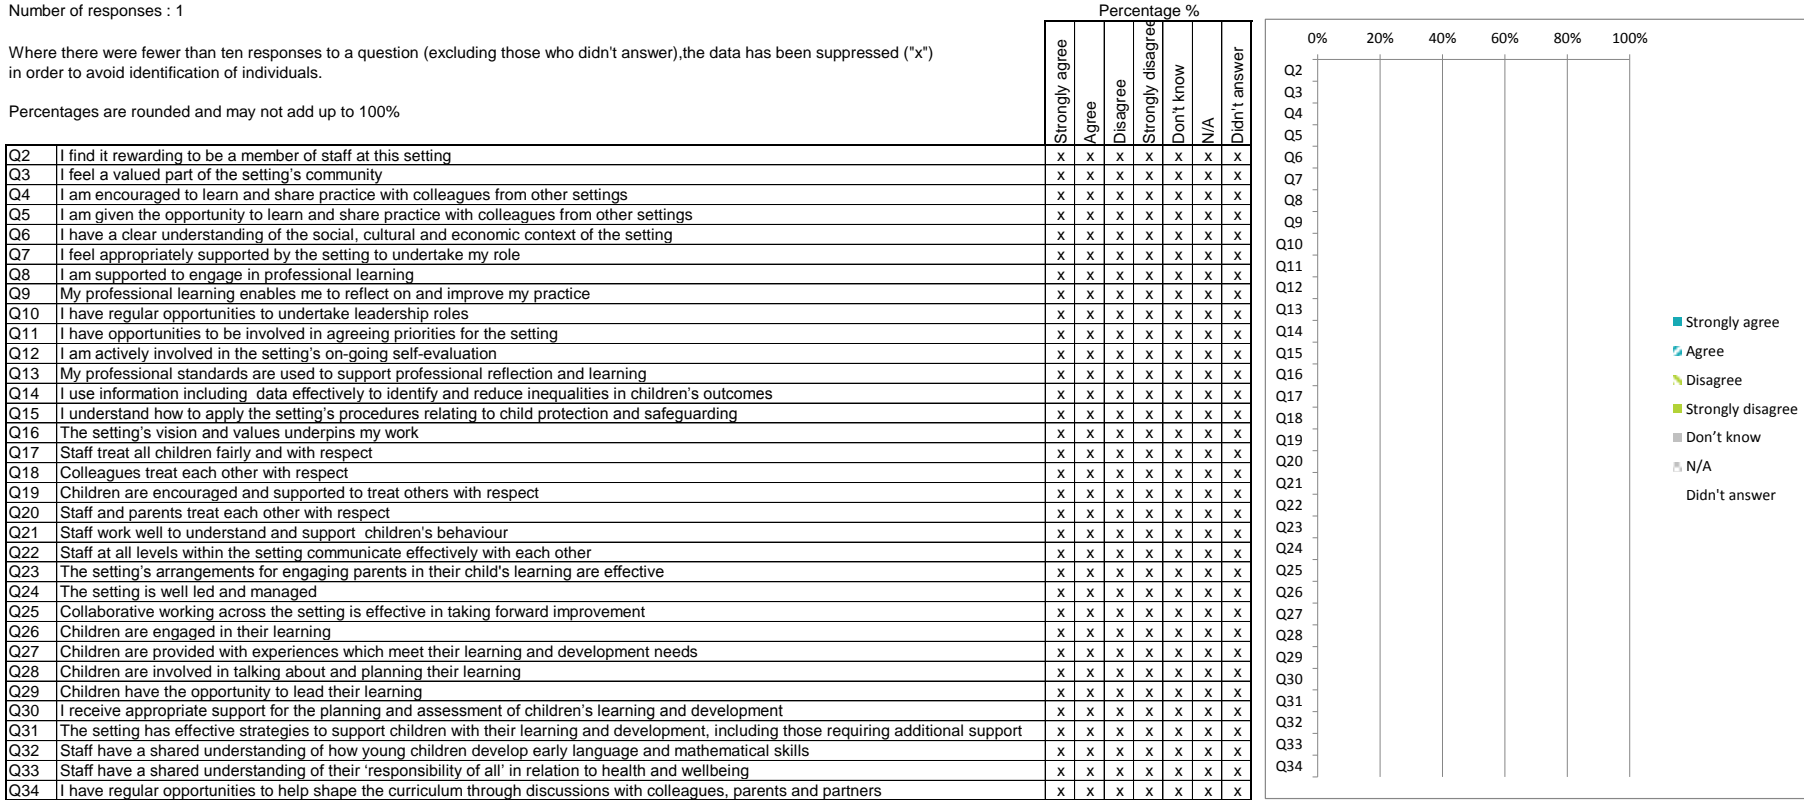 Number of responses : 1
Percentage %
Where there were fewer than ten responses to a question (excluding those who didn't answer),the data has been suppressed ("x")
in order to avoid identification of individuals.
Percentages are rounded and may not add up to 100%
Strongly agree
Agree
Disagree
Strongly disagree
Don't know
N/A
Didn't answer
Q2 I find it rewarding to be a member of staff at this setting x x x x x x x
Q3 I feel a valued part of the setting’s community x x x x x x x
Q4 I am encouraged to learn and share practice with colleagues from other settings x x x x x x x
Q5 I am given the opportunity to learn and share practice with colleagues from other settings x x x x x x x
Q6 I have a clear understanding of the social, cultural and economic context of the setting x x x x x x x
Q7 I feel appropriately supported by the setting to undertake my role x x x x x x x
Q8 I am supported to engage in professional learning x x x x x x x
Q9 My professional learning enables me to reflect on and improve my practice x x x x x x x
Q10 I have regular opportunities to undertake leadership roles x x x x x x x
Q11 I have opportunities to be involved in agreeing priorities for the setting x x x x x x x
Q12 I am actively involved in the setting’s on-going self-evaluation x x x x x x x
Q13 My professional standards are used to support professional reflection and learning x x x x x x x
Q14 I use information including  data effectively to identify and reduce inequalities in children’s outcomes x x x x x x x
Q15 I understand how to apply the setting’s procedures relating to child protection and safeguarding x x x x x x x
Q16 The setting’s vision and values underpins my work x x x x x x x
Q17 Staff treat all children fairly and with respect x x x x x x x
Q18 Colleagues treat each other with respect x x x x x x x
Q19 Children are encouraged and supported to treat others with respect x x x x x x x
Q20 Staff and parents treat each other with respect x x x x x x x
Q21 Staff work well to understand and support  children's behaviour x x x x x x x
Q22 Staff at all levels within the setting communicate effectively with each other x x x x x x x
Q23 The setting’s arrangements for engaging parents in their child's learning are effective x x x x x x x
Q24 The setting is well led and managed x x x x x x x
Q25 Collaborative working across the setting is effective in taking forward improvement x x x x x x x
Q26 Children are engaged in their learning x x x x x x x
Q27 Children are provided with experiences which meet their learning and development needs x x x x x x x
Q28 Children are involved in talking about and planning their learning x x x x x x x
Q29 Children have the opportunity to lead their learning x x x x x x x
Q30 I receive appropriate support for the planning and assessment of children’s learning and development x x x x x x x
Q31 The setting has effective strategies to support children with their learning and development, including those requiring additional support x x x x x x x
Q32 Staff have a shared understanding of how young children develop early language and mathematical skills x x x x x x x
Q33 Staff have a shared understanding of their ‘responsibility of all’ in relation to health and wellbeing x x x x x x x
Q34 I have regular opportunities to help shape the curriculum through discussions with colleagues, parents and partners x x x x x x x
0% 20% 40% 60% 80% 100%
Q2
Q3
Q4
Q5
Q6
Q7
Q8
Q9
Q10
Q11
Q12
Q13
Q14
Q15
Q16
Q17
Q18
Q19
Q20
Q21
Q22
Q23
Q24
Q25
Q26
Q27
Q28
Q29
Q30
Q31
Q32
Q33
Q34
Strongly agree
Agree
Disagree
Strongly disagree
Don’t know
N/A
Didn't answer